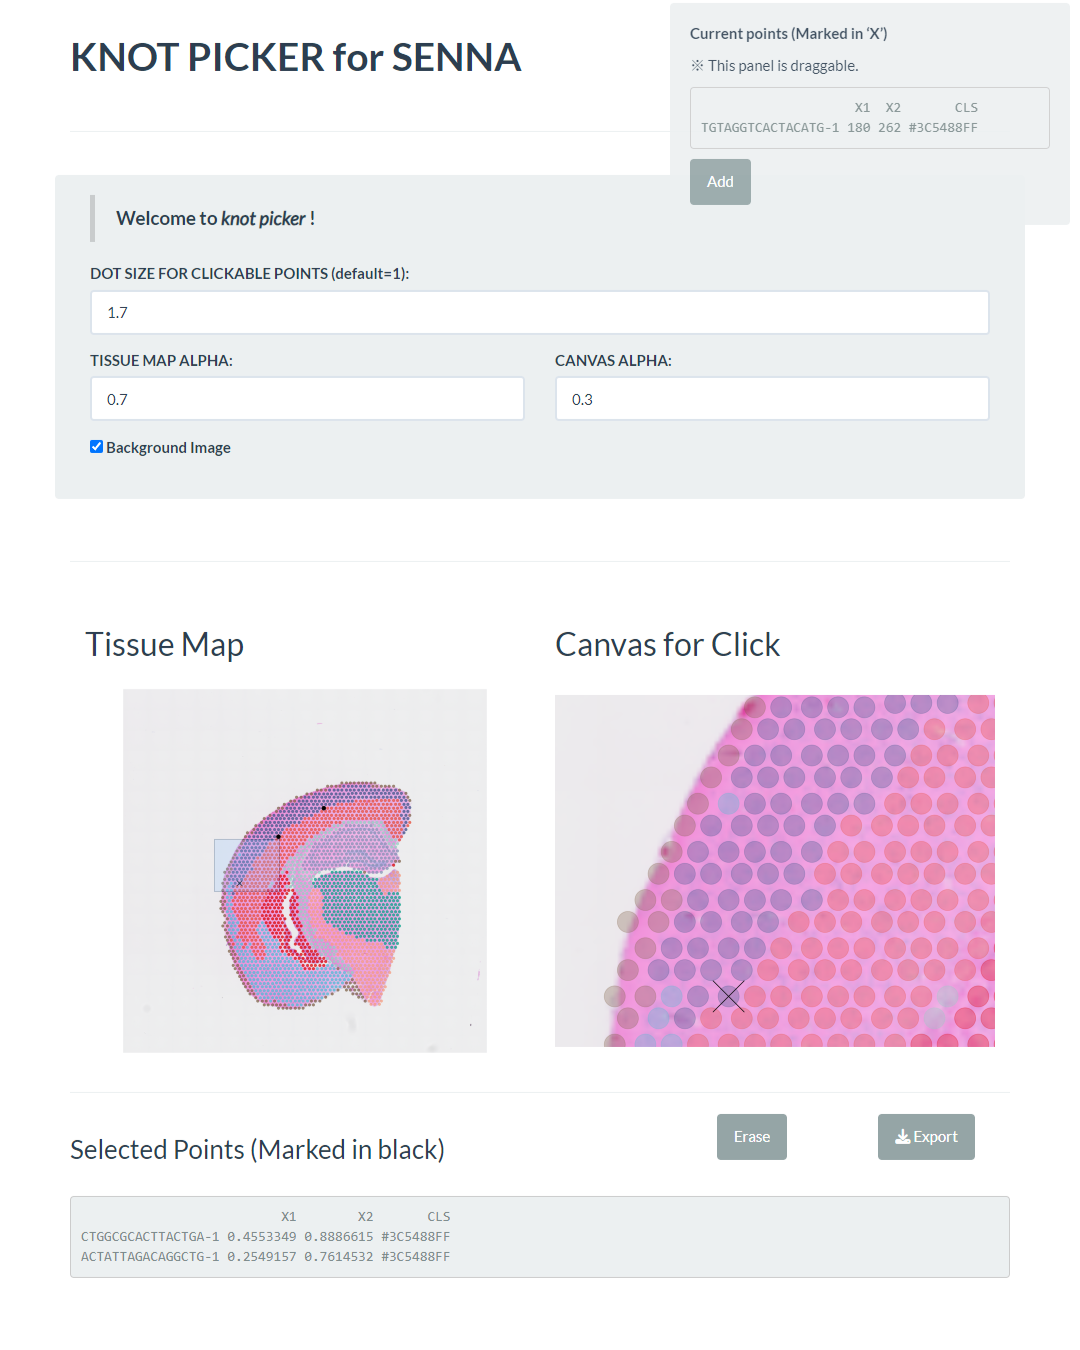 KNOT PICKER for SENNA
Current points (Marked in ‘X’)
※ This panel is draggable.
X1 X2 CLS
TGTAGGTCACTACATG-1 180 262 #3C5488FF
Add
Welcome to knot picker !
DOT SIZE FOR CLICKABLE POINTS (default=1):
1.7
TISSUE MAP ALPHA:
CANVAS ALPHA:
0.7
0.3
Background Image
Tissue Map
Canvas for Click
Selected Points (Marked in black)
Erase
Export
X1 X2 CLS
CTGGCGCACTTACTGA-1 0.4553349 0.8886615 #3C5488FF
ACTATTAGACAGGCTG-1 0.2549157 0.7614532 #3C5488FF